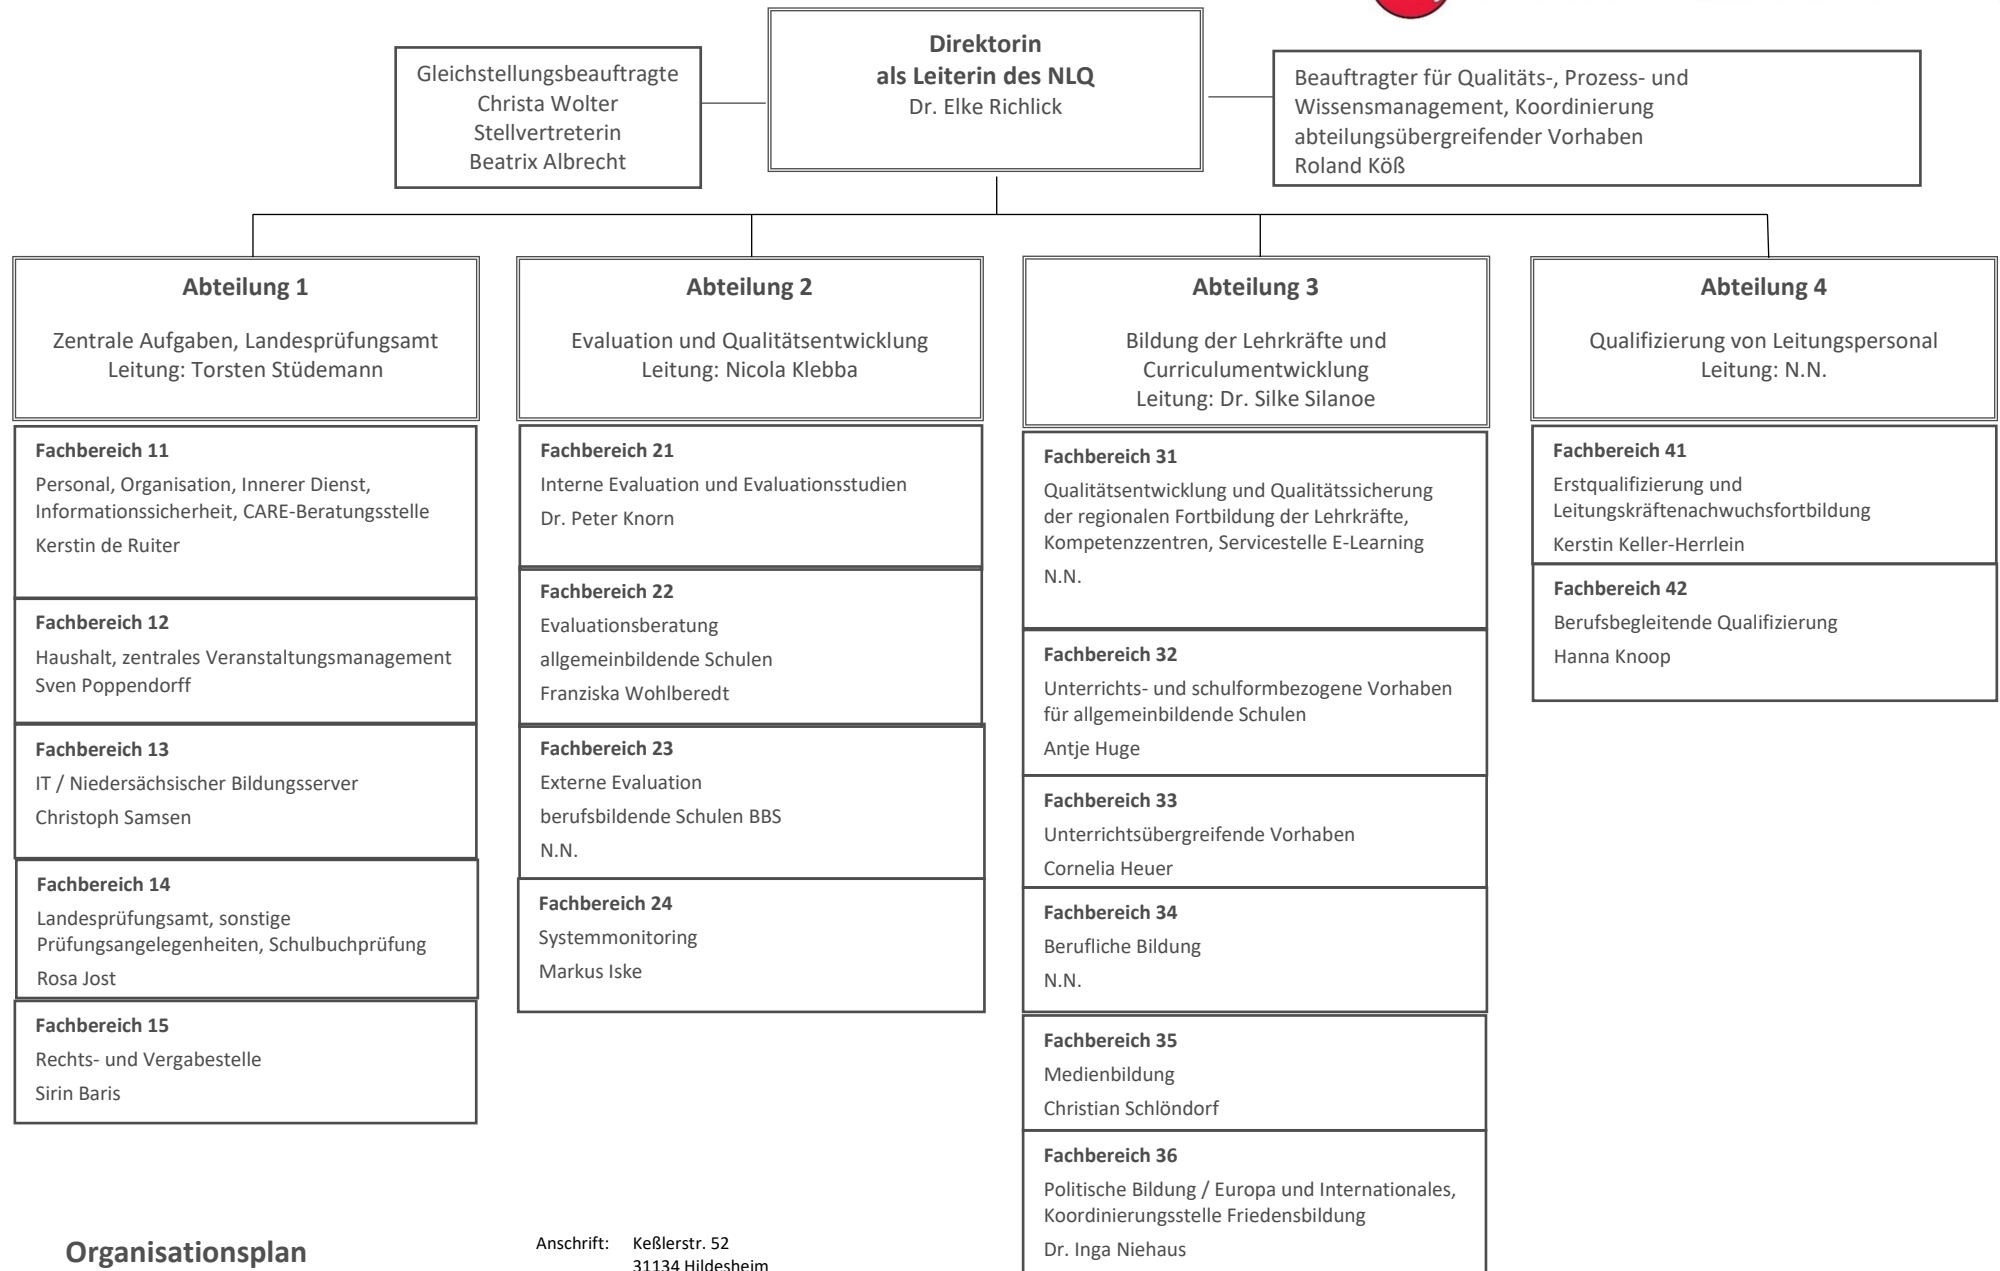 Direktorin
als Leiterin des NLQ
Dr. Elke Richlick
Gleichstellungsbeauftragte
Christa Wolter
Stellvertreterin
Beatrix Albrecht
Beauftragter für Qualitäts-, Prozess- und
Wissensmanagement, Koordinierung
abteilungsübergreifender Vorhaben
Roland Köß
Abteilung 1
Zentrale Aufgaben, Landesprüfungsamt
Leitung: Torsten Stüdemann
Fachbereich 11
Personal, Organisation, Innerer Dienst,
Informationssicherheit, CARE-Beratungsstelle
Kerstin de Ruiter
Fachbereich 12
Haushalt, zentrales Veranstaltungsmanagement
Sven Poppendorff
Fachbereich 13
IT / Niedersächsischer Bildungsserver
Christoph Samsen
Fachbereich 14
Landesprüfungsamt, sonstige
Prüfungsangelegenheiten, Schulbuchprüfung
Rosa Jost
Fachbereich 15
Rechts- und Vergabestelle
Sirin Baris
Abteilung 2
Evaluation und Qualitätsentwicklung
Leitung: Nicola Klebba
Fachbereich 21
Interne Evaluation und Evaluationsstudien
Dr. Peter Knorn
Fachbereich 22
Evaluationsberatung
allgemeinbildende Schulen
Franziska Wohlberedt
Fachbereich 23
Externe Evaluation
berufsbildende Schulen BBS
N.N.
Fachbereich 24
Systemmonitoring
Markus Iske
Abteilung 3
Bildung der Lehrkräfte und
Curriculumentwicklung
Leitung: Dr. Silke Silanoe
Fachbereich 31
Qualitätsentwicklung und Qualitätssicherung
der regionalen Fortbildung der Lehrkräfte,
Kompetenzzentren, Servicestelle E-Learning
N.N.
Fachbereich 32
Unterrichts- und schulformbezogene Vorhaben
für allgemeinbildende Schulen
Antje Huge
Fachbereich 33
Unterrichtsübergreifende Vorhaben
Cornelia Heuer
Fachbereich 34
Berufliche Bildung
N.N.
Fachbereich 35
Medienbildung
Christian Schlöndorf
Fachbereich 36
Politische Bildung / Europa und Internationales,
Koordinierungsstelle Friedensbildung
Dr. Inga Niehaus
Abteilung 4
Qualifizierung von Leitungspersonal
Leitung: N.N.
Fachbereich 41
Erstqualifizierung und
Leitungskräftenachwuchsfortbildung
Kerstin Keller-Herrlein
Fachbereich 42
Berufsbegleitende Qualifizierung
Hanna Knoop
Organisationsplan
Anschrift: Keßlerstr. 52
31134 Hildesheim